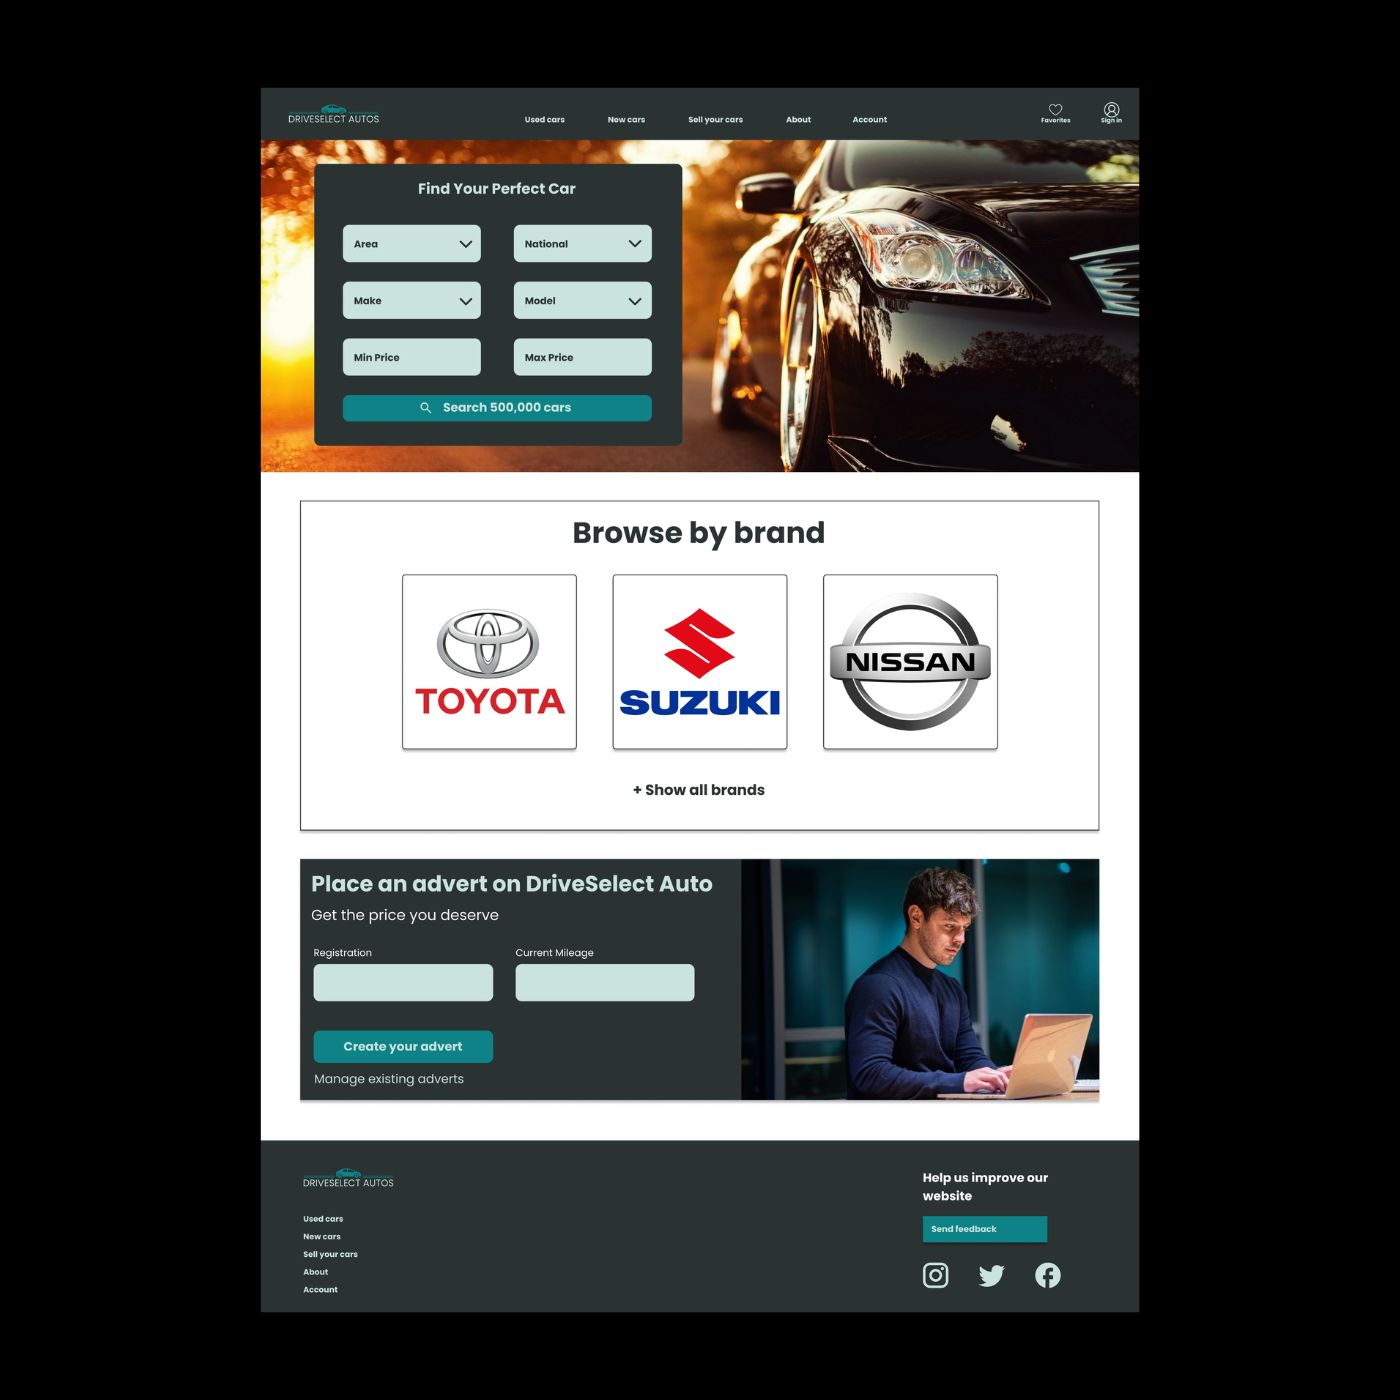 DRIVESELECT AUTOS
Used cars
New cars
Sell your cars
About
Account
Favorites
Sign in
Find Your Perfect Car
Area
National
Make
Model
Min Price
Max Price
Search 500,000 cars
Browse by brand
TOYOTA
SUZUKI
NISSAN
+ Show all brands
Place an advert on DriveSelect Auto
Get the price you deserve
Registration
Current Mileage
Create your advert
Manage existing adverts
DRIVESELECT AUTOS
Used cars
New cars
Sell your cars
About
Account
Help us improve our
website
Send feedback